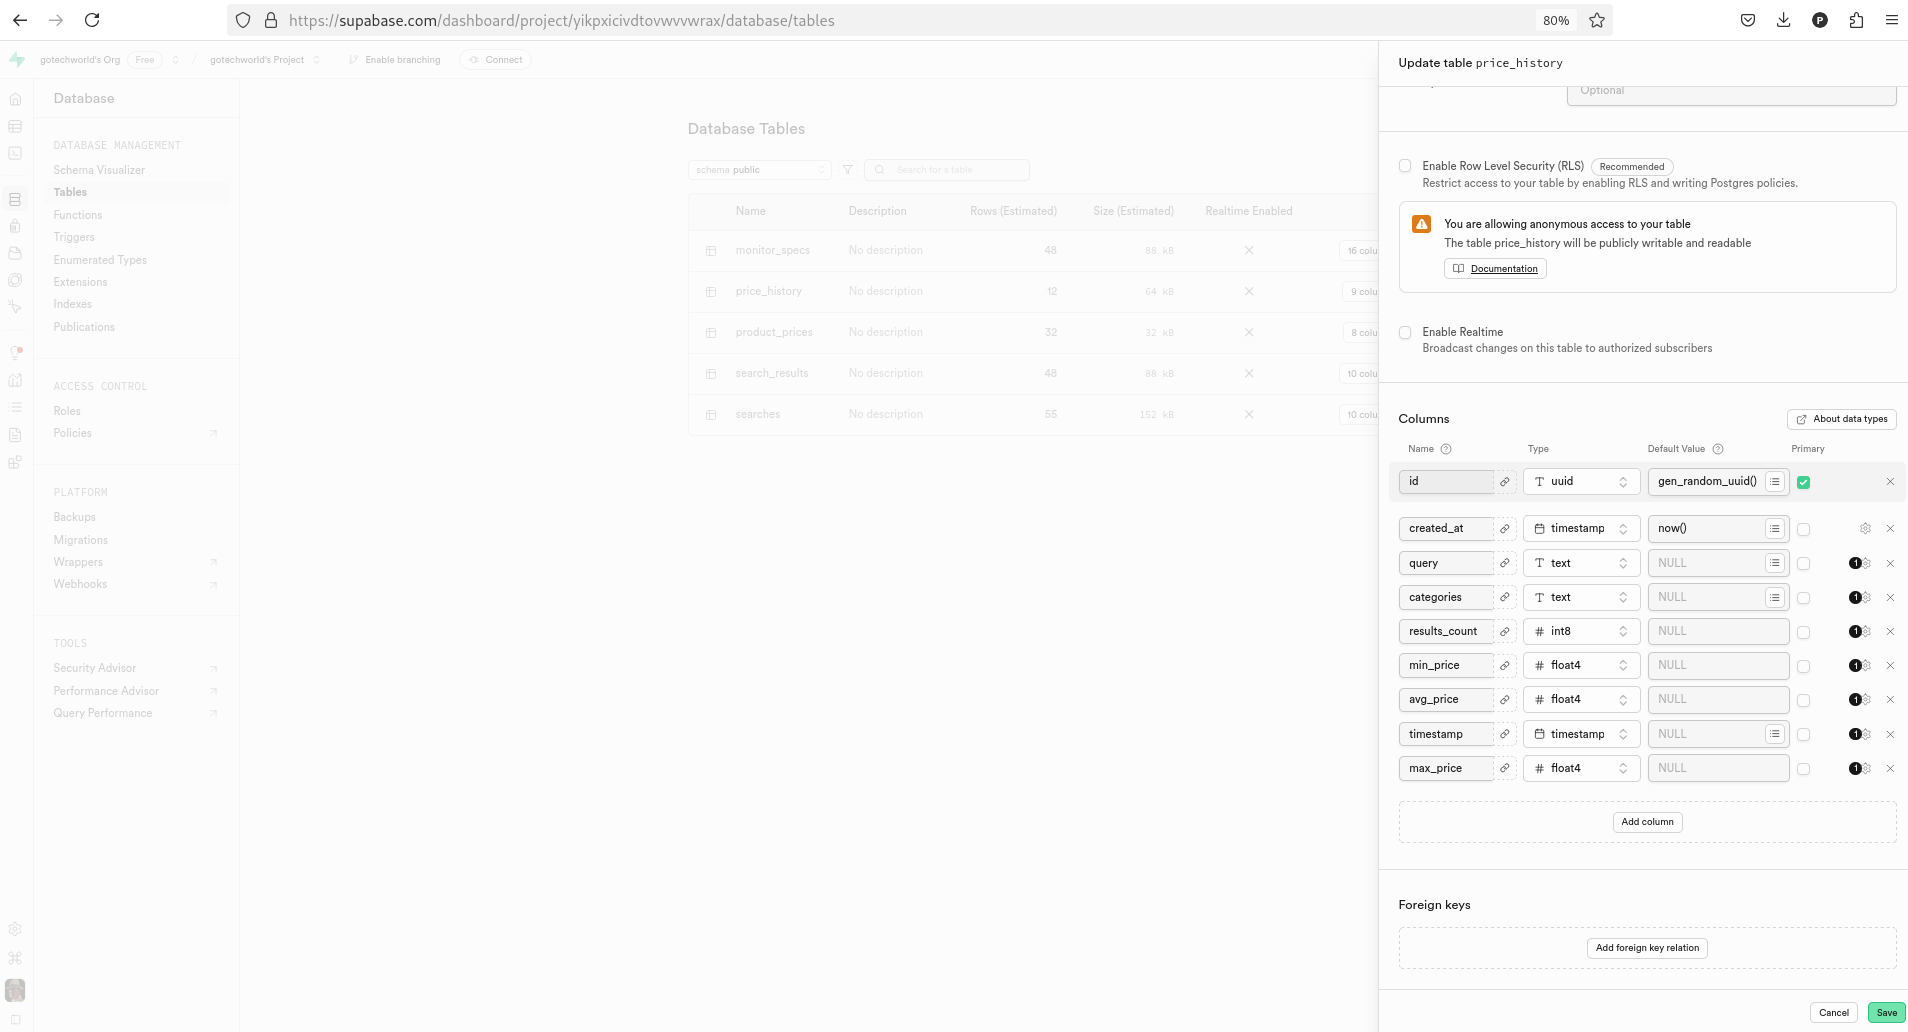 https://supabase.com/dashboard/project/yikpxicivdtovwvvwrax/database/tables
80%
P
gotechworld's Org
Free
/
gotechworld's Project
Enable branching
Connect
Database
DATABASE MANAGEMENT
Schema Visualizer
Tables
Functions
Triggers
Enumerated Types
Extensions
Indexes
Publications
ACCESS CONTROL
Roles
Policies
PLATFORM
Backups
Migrations
Wrappers
Webhooks
TOOLS
Security Advisor
Performance Advisor
Query Performance
Database Tables
schema public
Search for a table
Name Description Rows (Estimated) Size (Estimated) Realtime Enabled
monitor_specs No description 48 88 kB 16 colu
price_history No description 12 64 kB 9 colu
product_prices No description 32 32 kB 8 colu
search_results No description 48 88 kB 10 colu
searches No description 55 152 kB 10 colu
Update table price_history
Optional
Enable Row Level Security (RLS) Recommended
Restrict access to your table by enabling RLS and writing Postgres policies.
You are allowing anonymous access to your table
The table price_history will be publicly writable and readable
Documentation
Enable Realtime
Broadcast changes on this table to authorized subscribers
Columns
About data types
Name Type Default Value Primary
id uuid gen_random_uuid()
created_at timestamp now()
query text NULL 1
categories text NULL 1
results_count int8 NULL 1
min_price float4 NULL 1
avg_price float4 NULL 1
timestamp timestamp NULL 1
max_price float4 NULL 1
Add column
Foreign keys
Add foreign key relation
Cancel Save